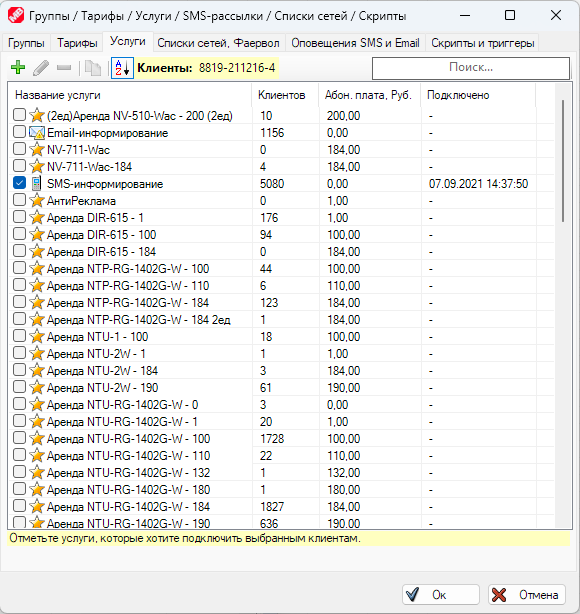 Группы / Тарифы / Услуги / SMS-рассылки / Списки сетей / Скрипты
Группы Тарифы Услуги Списки сетей, Фаервол Оповещения SMS и Email Скрипты и триггеры
Клиенты: 8819-211216-4 Поиск...
Название услуги Клиентов Абон. плата, Руб. Подключено
(2ед)Аренда NV-510-Wac - 200 (2ед) 10 200,00 -
Email-информирование 1156 0,00 -
NV-711-Wac 0 184,00 -
NV-711-Wac-184 4 184,00 -
SMS-информирование 5080 0,00 07.09.2021 14:37:50
АнтиРеклама 0 1,00 -
Аренда DIR-615 - 1 176 1,00 -
Аренда DIR-615 - 100 94 100,00 -
Аренда DIR-615 - 184 0 184,00 -
Аренда NTP-RG-1402G-W - 100 44 100,00 -
Аренда NTP-RG-1402G-W - 110 6 110,00 -
Аренда NTP-RG-1402G-W - 184 123 184,00 -
Аренда NTP-RG-1402G-W - 184 2ед 1 184,00 -
Аренда NTU-1 - 100 18 100,00 -
Аренда NTU-2W - 1 1 1,00 -
Аренда NTU-2W - 184 3 184,00 -
Аренда NTU-2W - 190 61 190,00 -
Аренда NTU-RG-1402G-W - 0 3 0,00 -
Аренда NTU-RG-1402G-W - 1 20 1,00 -
Аренда NTU-RG-1402G-W - 100 1728 100,00 -
Аренда NTU-RG-1402G-W - 110 22 110,00 -
Аренда NTU-RG-1402G-W - 132 1 132,00 -
Аренда NTU-RG-1402G-W - 180 1 180,00 -
Аренда NTU-RG-1402G-W - 184 1827 184,00 -
Аренда NTU-RG-1402G-W - 190 636 190,00 -
Отметьте услуги, которые хотите подключить выбранным клиентам.
Ок Отмена